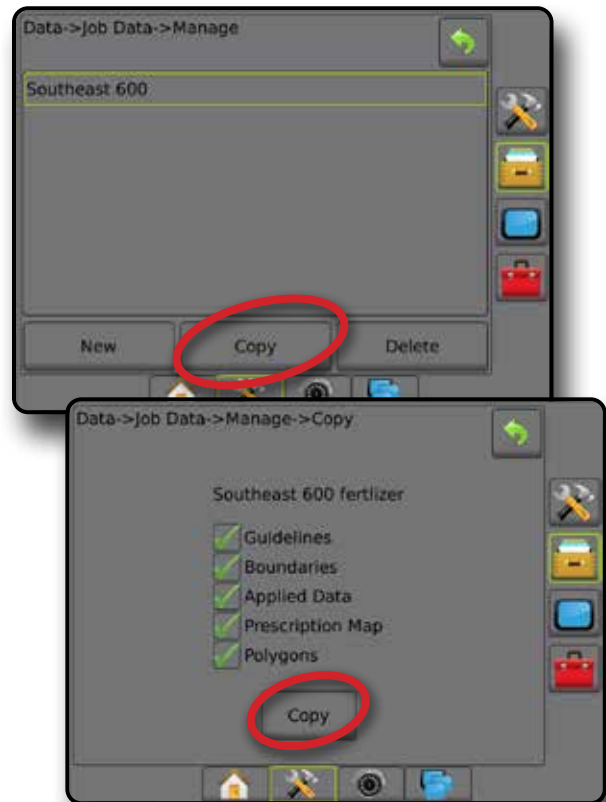 Data->Job Data->Manage
Southeast 600
New Copy Delete
Data->Job Data->Manage->Copy
Southeast 600 fertlizer
Guidelines
Boundaries
Applied Data
Prescription Map
Polygons
Copy